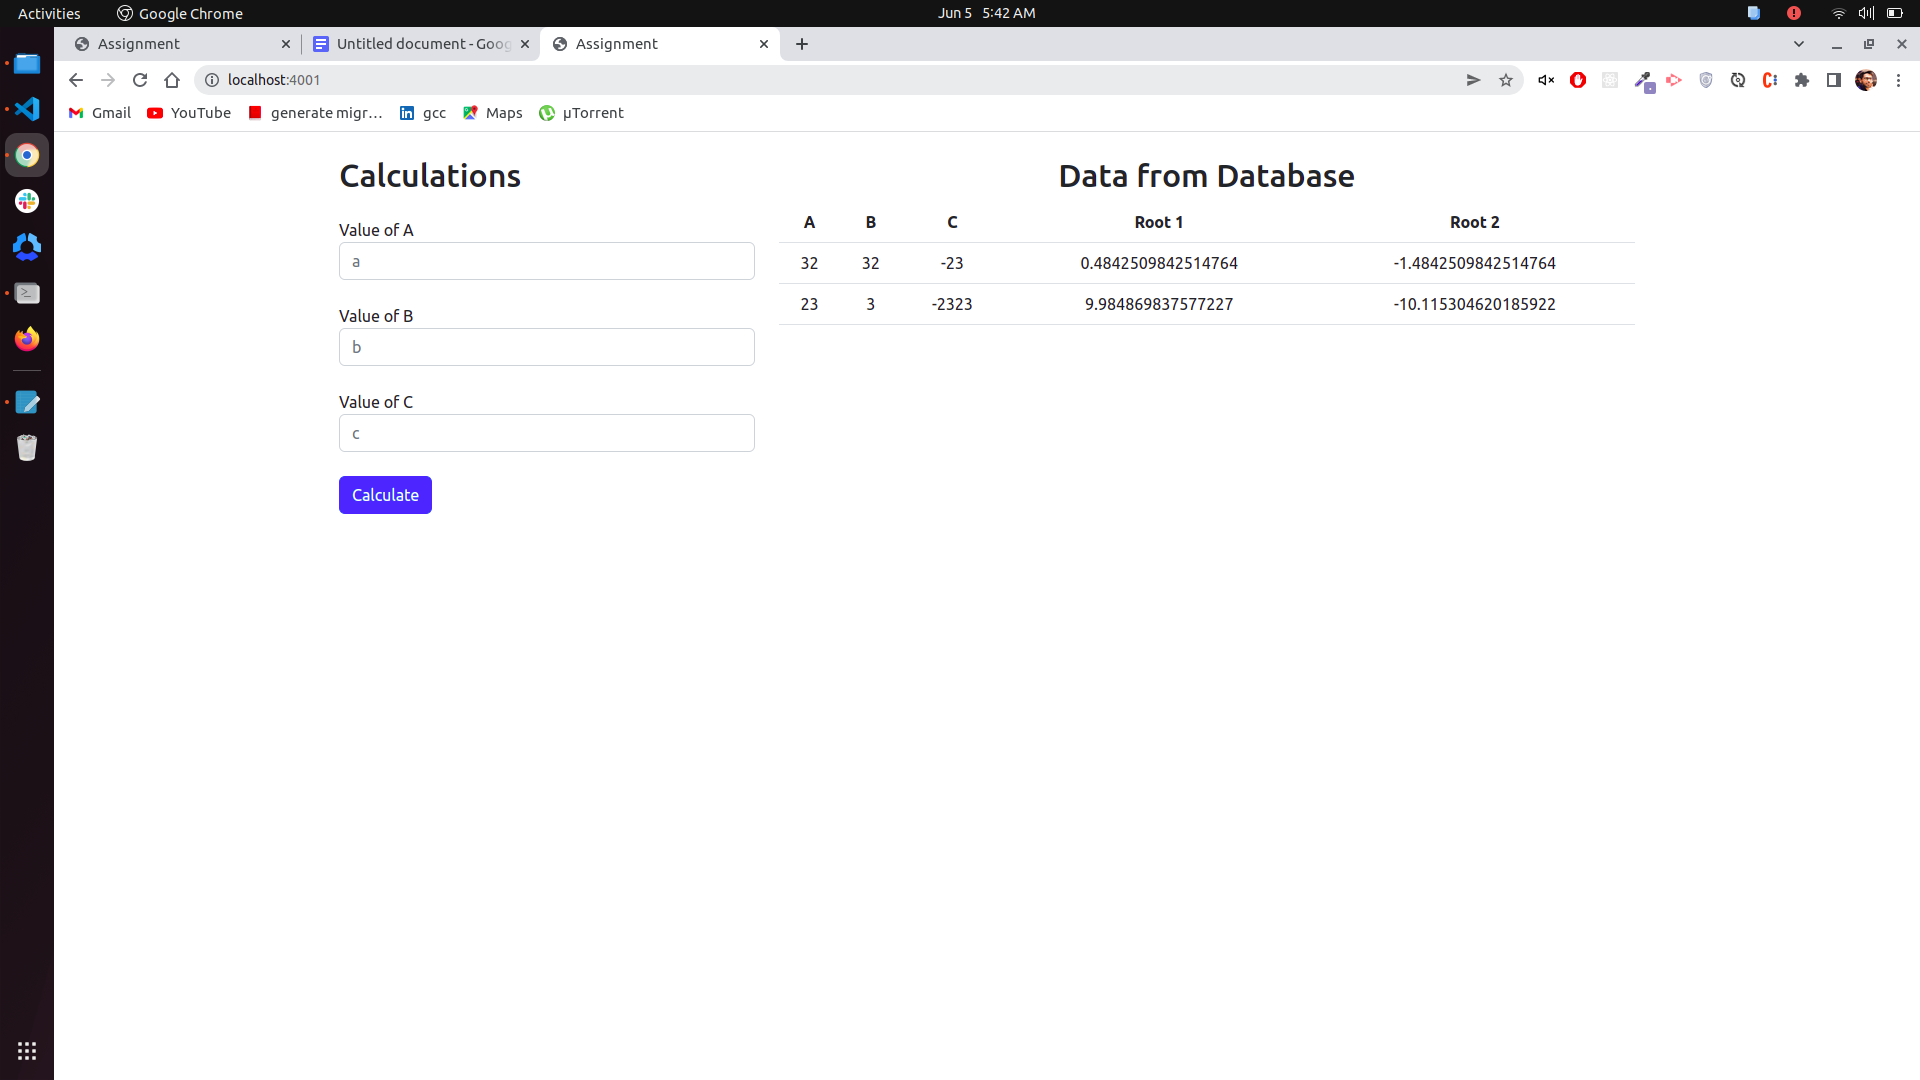 Activities Google Chrome Jun 5 5:42 AM
Assignment Untitled document - Goog Assignment
localhost:4001
Gmail YouTube generate migr... gcc Maps µTorrent
Calculations
Value of A
a
Value of B
b
Value of C
c
Calculate
Data from Database
A B C Root 1 Root 2
32 32 -23 0.4842509842514764 -1.4842509842514764
23 3 -2323 9.984869837577227 -10.115304620185922